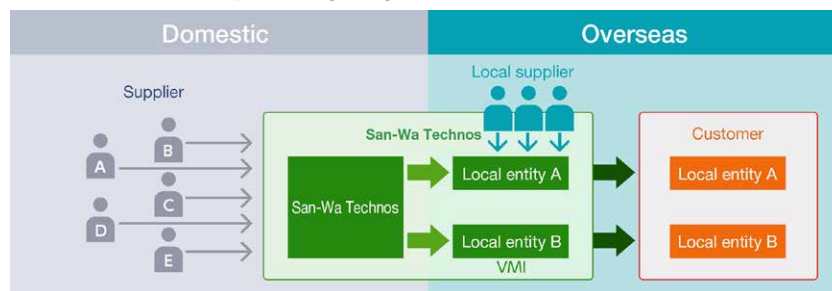 Domestic
Overseas
Local supplier
Supplier
B
San-Wa Technos
Customer
A
Local entity A
Local entity A
C
San-Wa Technos
D
Local entity B
Local entity B
E
VMI